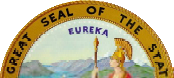 GREAT SEAL OF THE STAT
EUREKA